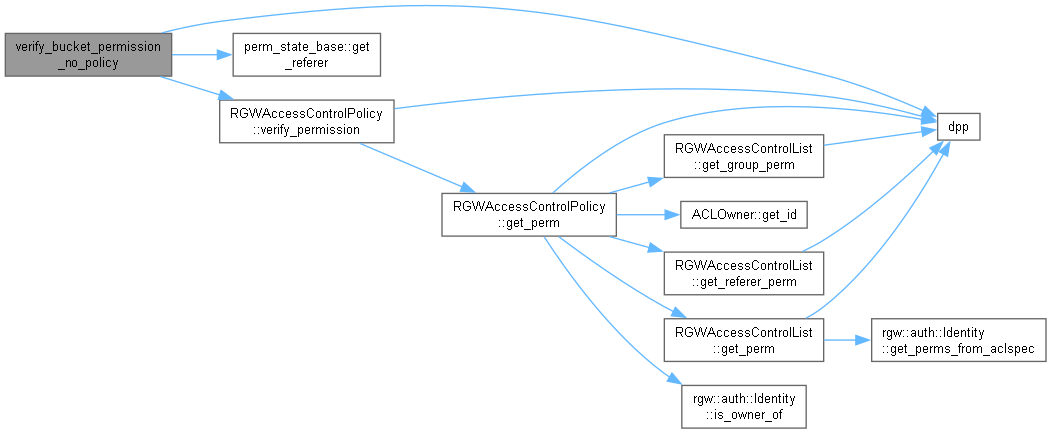 verify_bucket_permission
_no_policy
perm_state_base::get
_referer
RGWAccessControlPolicy
::verify_permission
dpp
RGWAccessControlList
::get_group_perm
RGWAccessControlPolicy
::get_perm
ACLOwner::get_id
RGWAccessControlList
::get_referer_perm
RGWAccessControlList
::get_perm
rgw::auth::Identity
::get_perms_from_aclspec
rgw::auth::Identity
::is_owner_of